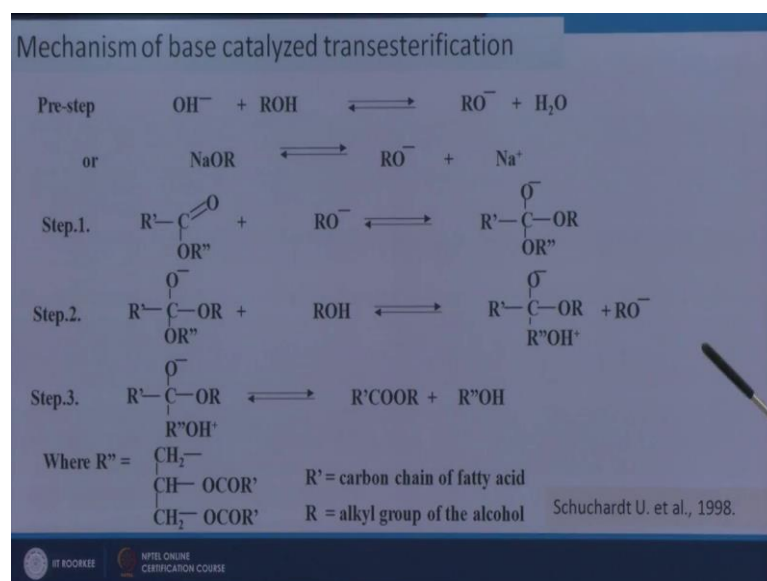 Mechanism of base catalyzed transesterification
Pre-step OH⁻ + ROH RO⁻ + H₂O
or NaOR RO⁻ + Na⁺
O⁻
Step.1. R'—C=O + RO⁻ R'—C—OR
OR" OR"
O⁻ O⁻
Step.2. R'—C—OR + ROH R'—C—OR + RO⁻
OR" R"OH⁺
O⁻
Step.3. R'—C—OR R'COOR + R"OH
R"OH⁺
Where R" = CH₂—
CH— OCOR' R' = carbon chain of fatty acid
CH₂— OCOR' R = alkyl group of the alcohol
Schuchardt U. et al., 1998.
IIT ROORKEE
NPTEL ONLINE
CERTIFICATION COURSE